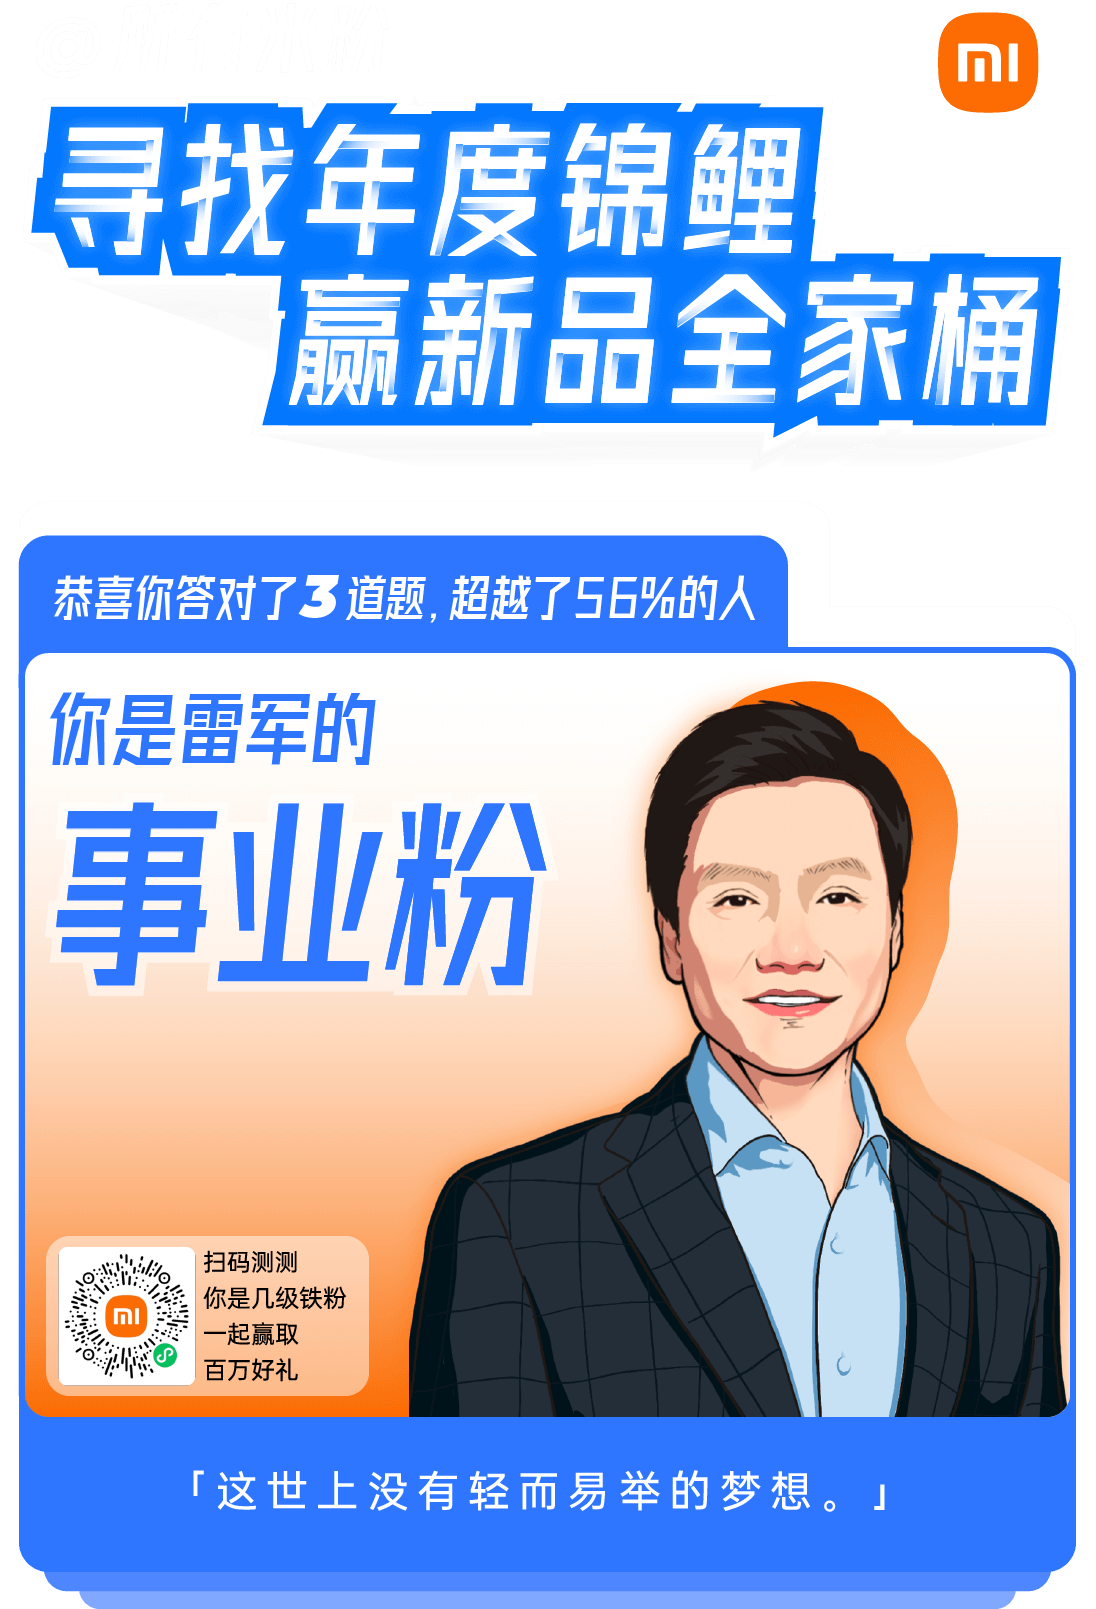 寻找年度锦鲤
赢新品全家桶
恭喜你答对了3道题，超越了56%的人
你是雷军的
事业粉
扫码测测
你是几级铁粉
一起赢取
百万好礼
「这世上没有轻而易举的梦想。」